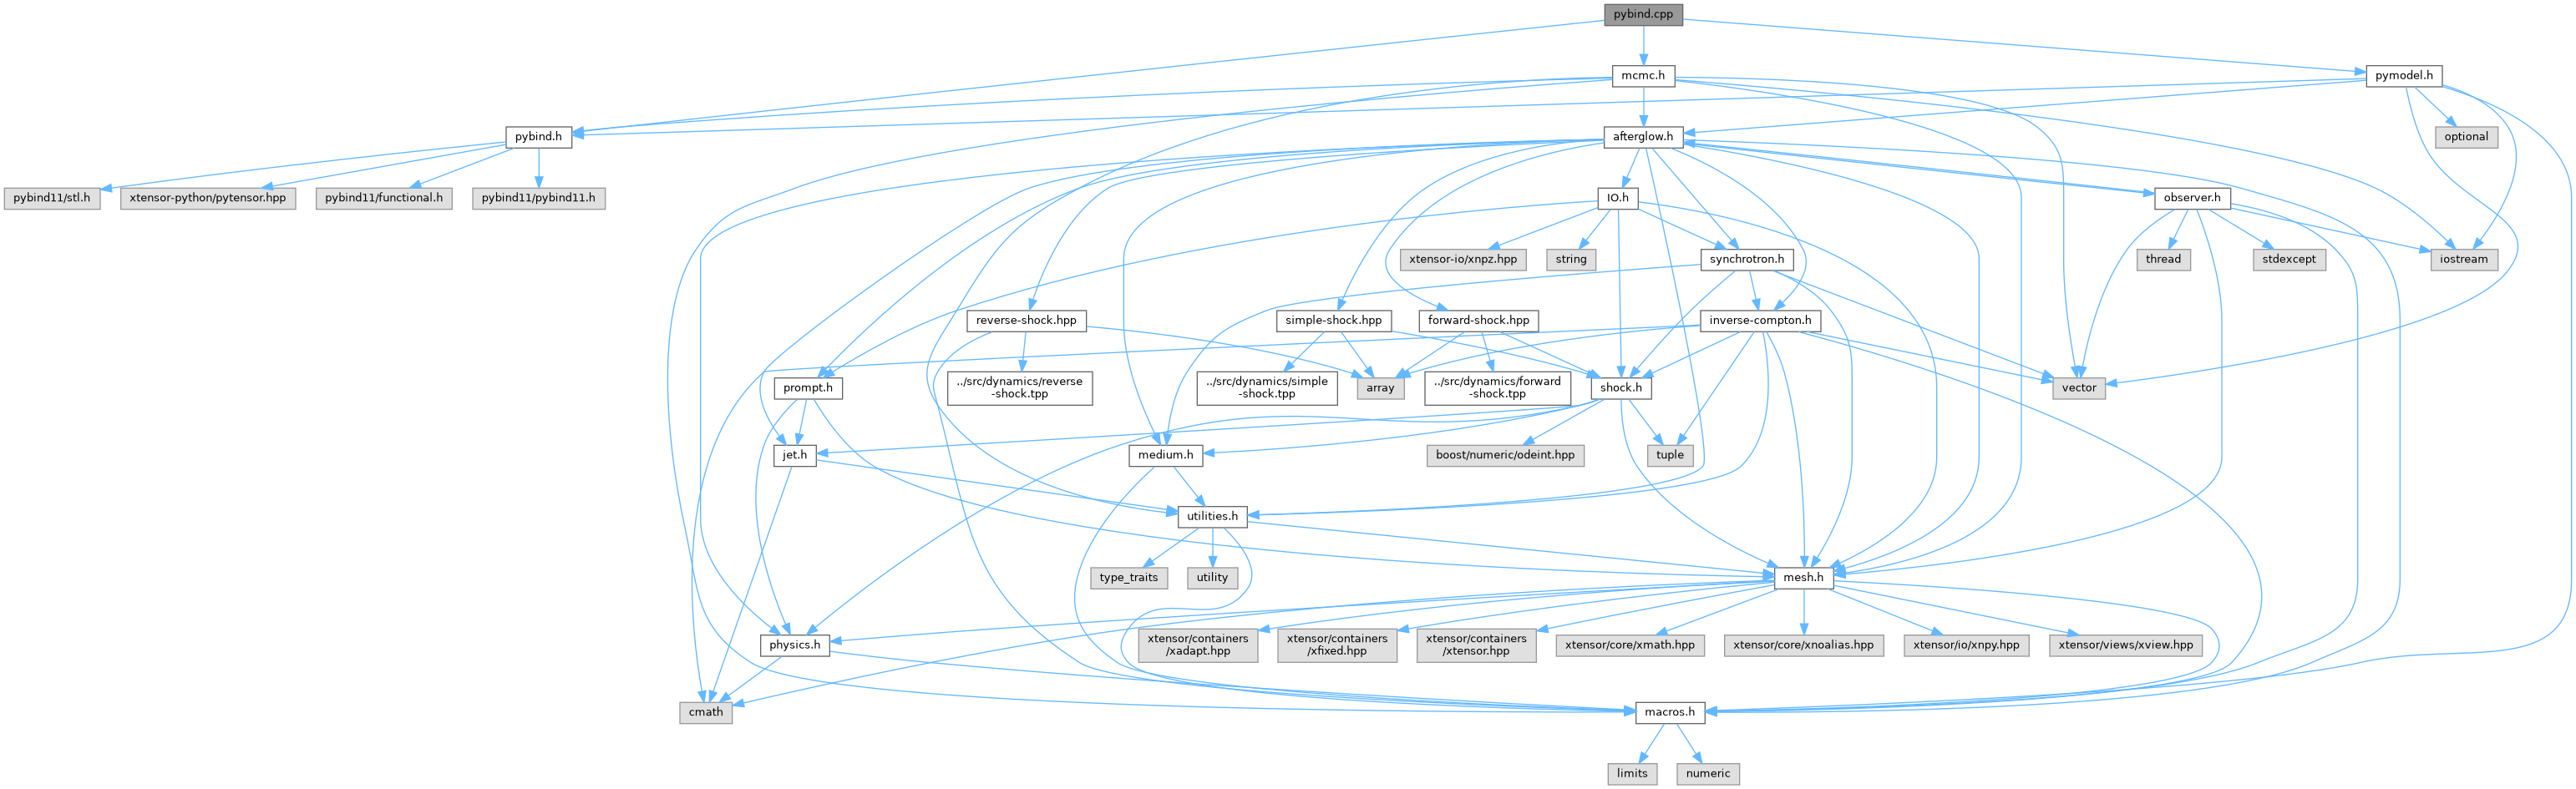 pybind.cpp
mcmc.h
pymodel.h
pybind.h
afterglow.h
optional
pybind11/stl.h
xtensor-python/pytensor.hpp
pybind11/functional.h
pybind11/pybind11.h
IO.h
observer.h
xtensor-io/xnpz.hpp
string
synchrotron.h
thread
stdexcept
iostream
reverse-shock.hpp
simple-shock.hpp
forward-shock.hpp
inverse-compton.h
prompt.h
../src/dynamics/reverse
-shock.tpp
../src/dynamics/simple
-shock.tpp
array
../src/dynamics/forward
-shock.tpp
shock.h
vector
jet.h
medium.h
boost/numeric/odeint.hpp
tuple
utilities.h
type_traits
utility
mesh.h
physics.h
xtensor/containers
/xadapt.hpp
xtensor/containers
/xfixed.hpp
xtensor/containers
/xtensor.hpp
xtensor/core/xmath.hpp
xtensor/core/xnoalias.hpp
xtensor/io/xnpy.hpp
xtensor/views/xview.hpp
cmath
macros.h
limits
numeric